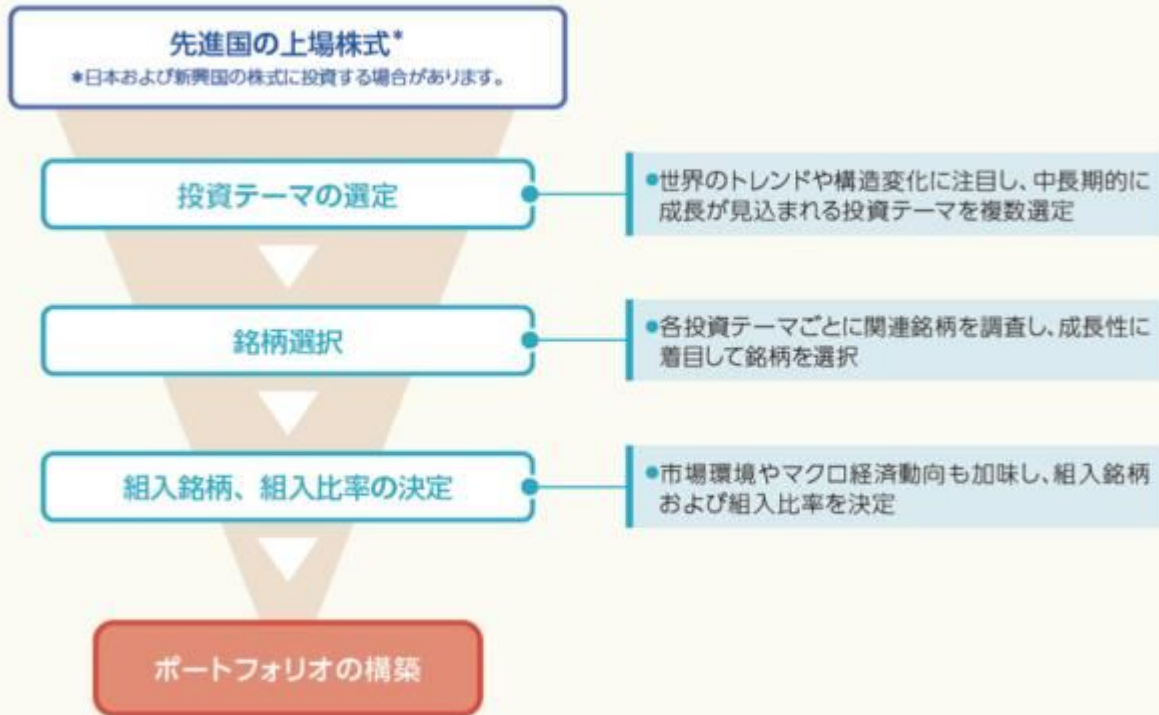 先進国の上場株式*
*日本および新興国の株式に投資する場合があります。
投資テーマの選定
●世界のトレンドや構造変化に注目し、中長期的に
成長が見込まれる投資テーマを複数選定
銘柄選択
●各投資テーマごとに関連銘柄を調査し、成長性に
着目して銘柄を選択
組入銘柄、組入比率の決定
●市場環境やマクロ経済動向も加味し、組入銘柄
および組入比率を決定
ポートフォリオの構築